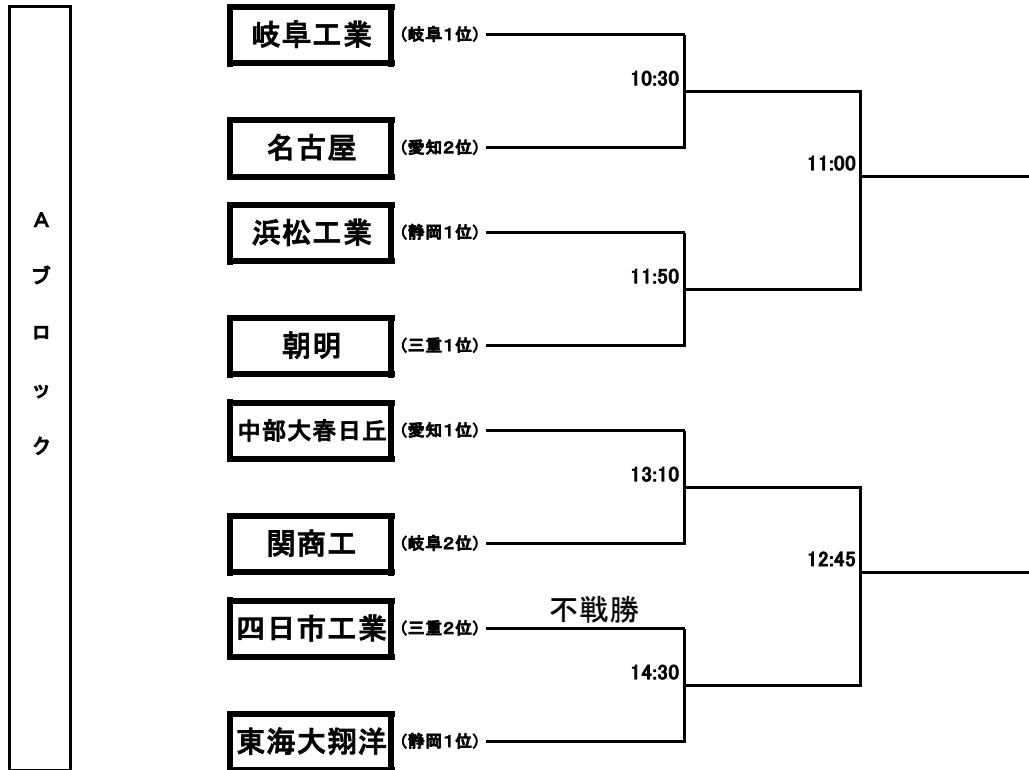 Aブロック
岐阜工業 (岐阜1位)
10:30
名古屋 (愛知2位)
11:00
浜松工業 (静岡1位)
11:50
朝明 (三重1位)
中部大春日丘 (愛知1位)
13:10
関商工 (岐阜2位)
12:45
不戦勝
四日市工業 (三重2位)
14:30
東海大翔洋 (静岡1位)